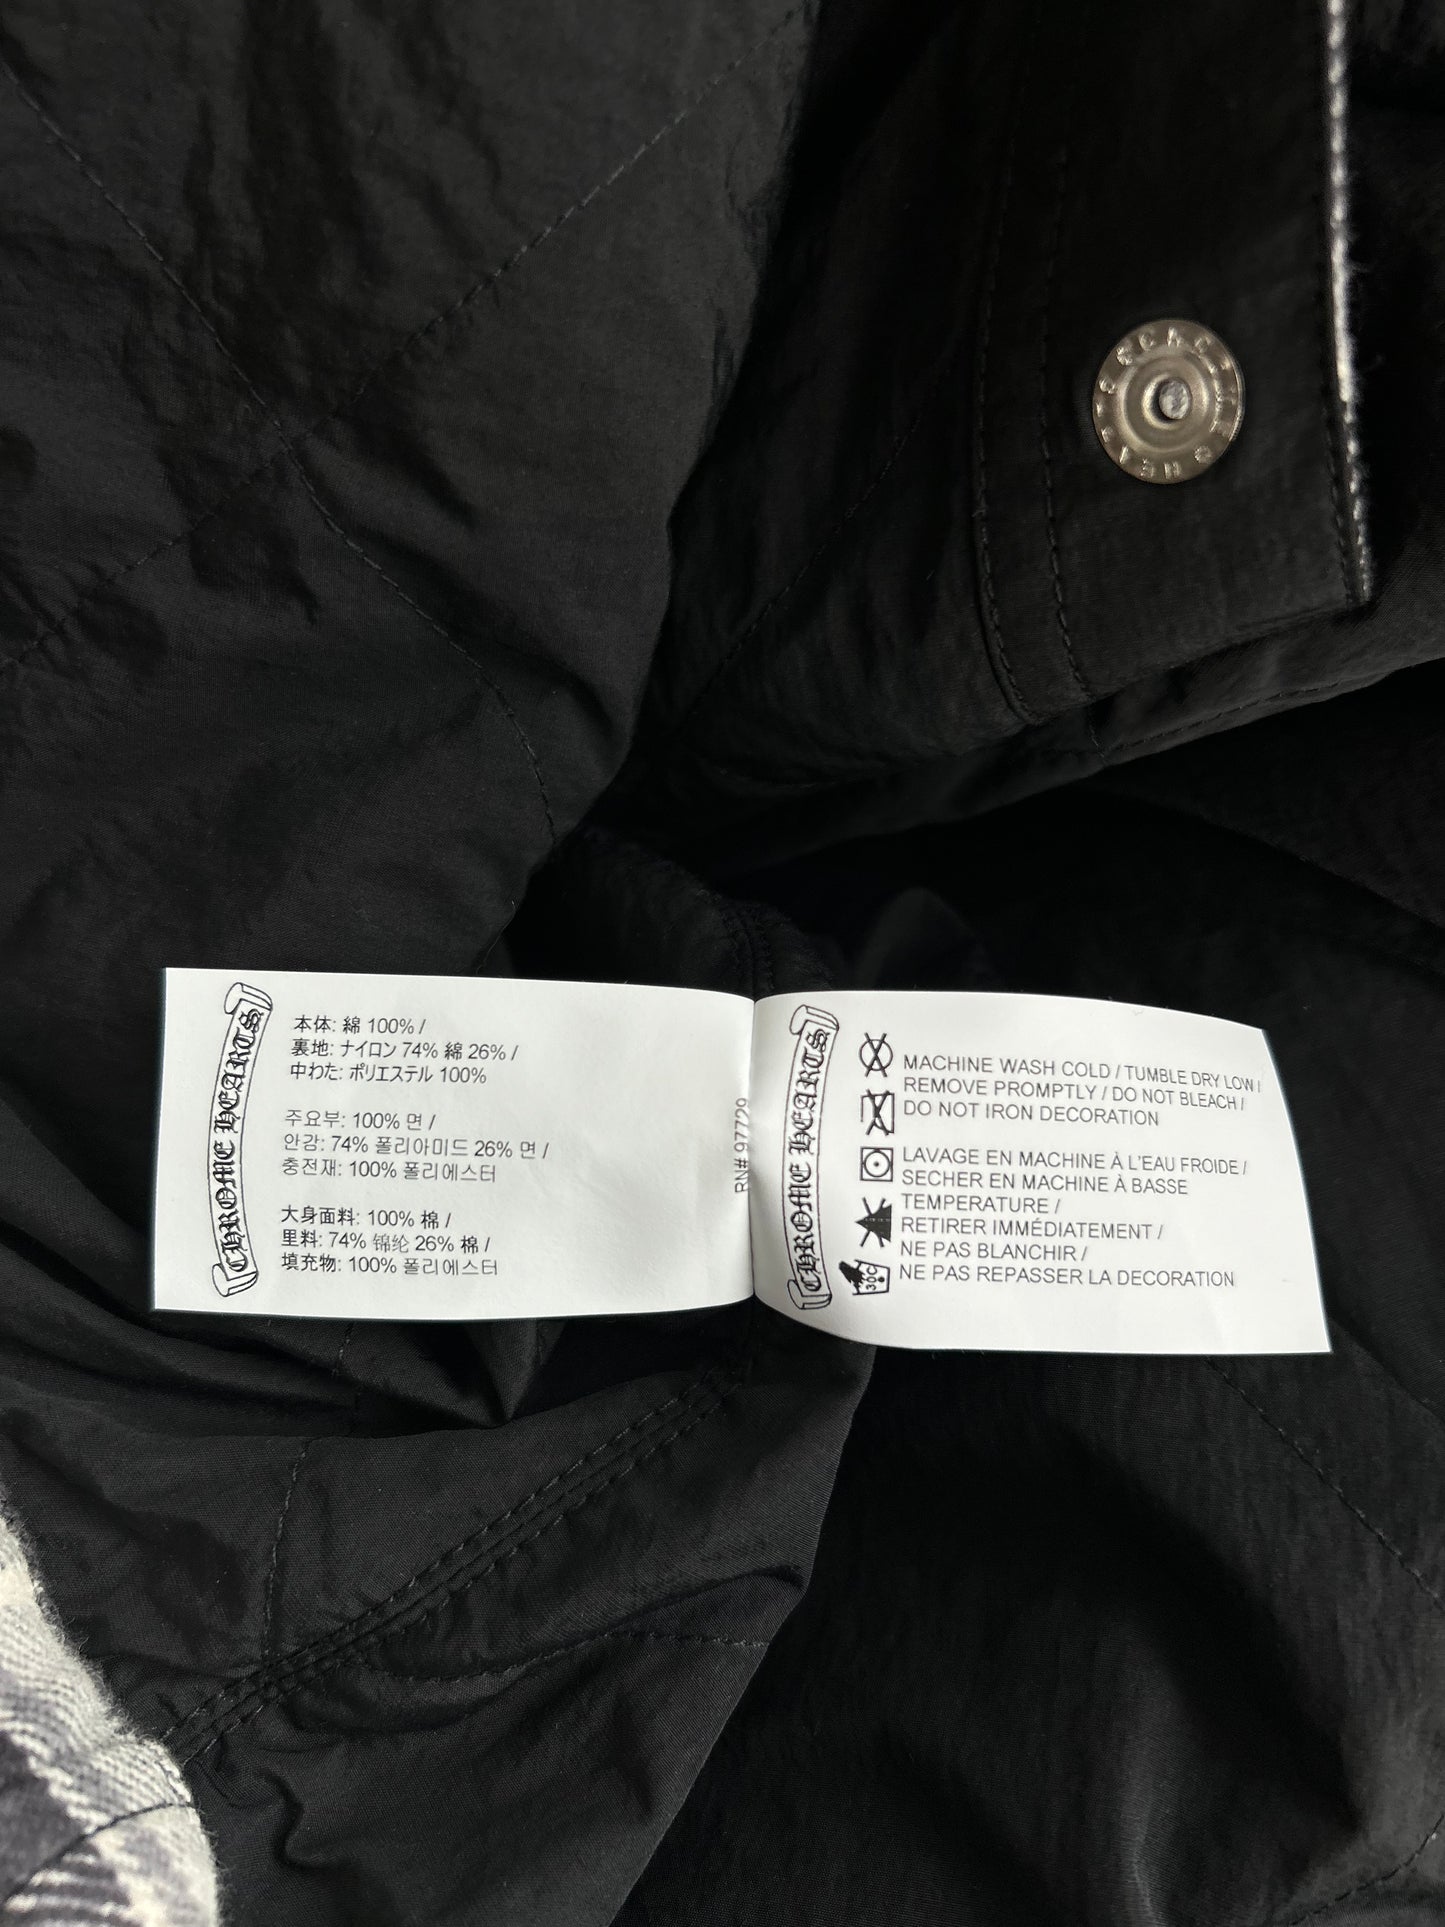 CHROME HEARTS
本体: 綿 100% /
裏地: ナイロン 74% 綿 26% /
中わた: ポリエステル 100%
주요부: 100% 면 /
안감: 74% 폴리아미드 26% 면 /
충전재: 100% 폴리에스터
大身面料: 100% 棉 /
里料: 74% 锦纶 26% 棉 /
填充物: 100% 폴리에스터
RN# 97729
CHROME HEARTS
MACHINE WASH COLD / TUMBLE DRY LOW /
REMOVE PROMPTLY / DO NOT BLEACH /
DO NOT IRON DECORATION
LAVAGE EN MACHINE À L'EAU FROIDE /
SECHER EN MACHINE À BASSE
TEMPERATURE /
RETIRER IMMÉDIATEMENT /
NE PAS BLANCHIR /
NE PAS REPASSER LA DECORATION
30C